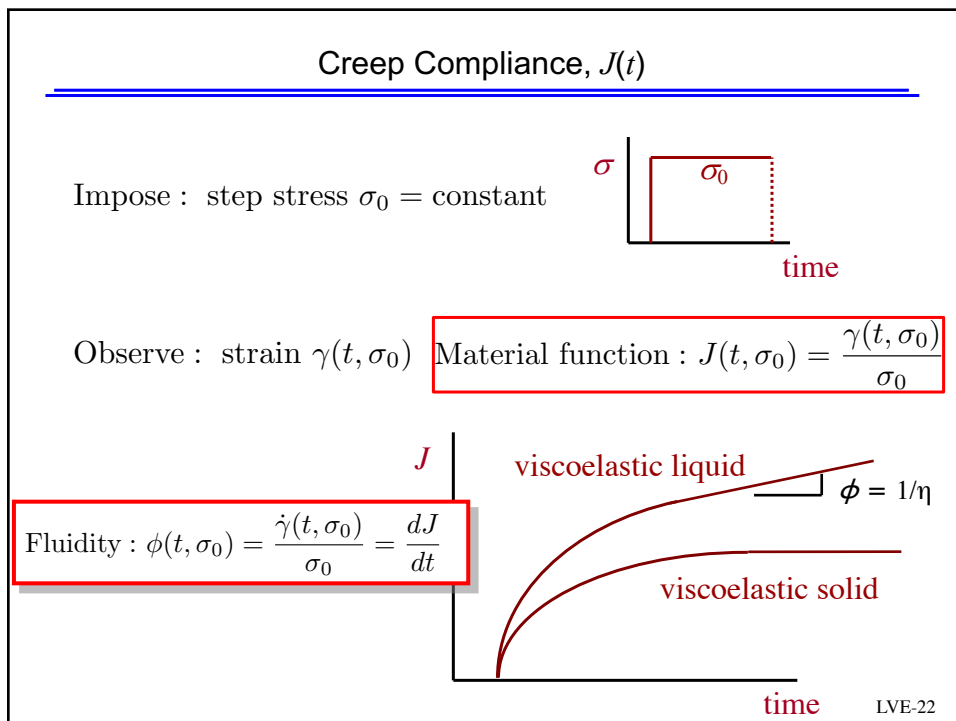 Creep Compliance, J(t)
σ
σ₀
Impose : step stress σ₀ = constant
time
Observe : strain γ(t, σ₀) Material function : J(t, σ₀) = γ(t, σ₀)/σ₀
J
viscoelastic liquid
ϕ = 1/η
Fluidity : ϕ(t, σ₀) = γ̇(t, σ₀)/σ₀ = dJ/dt
viscoelastic solid
time
LVE-22